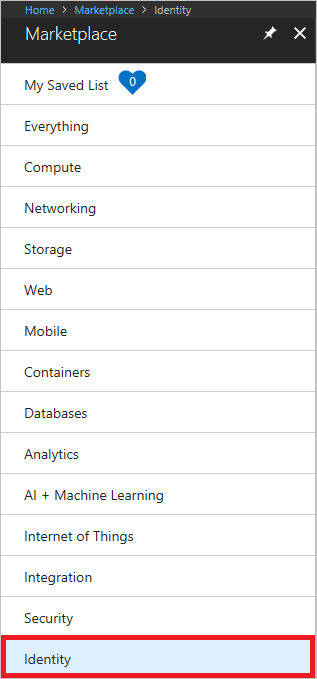 Home > Marketplace > Identity
Marketplace
My Saved List 0
Everything
Compute
Networking
Storage
Web
Mobile
Containers
Databases
Analytics
AI + Machine Learning
Internet of Things
Integration
Security
Identity